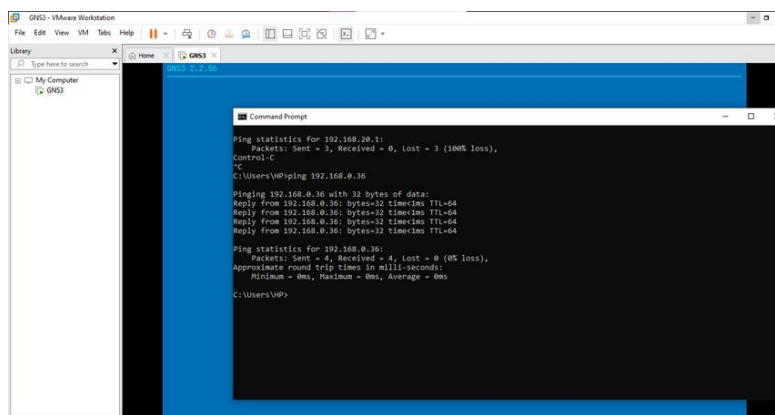 GNS3 - VMware Workstation
File Edit View VM Tabs Help
Library
Home
GNS3
Type here to search
My Computer
GNS3
GNS3 2.2.56
Command Prompt
Ping statistics for 192.168.20.1:
Packets: Sent = 3, Received = 0, Lost = 3 (100% loss),
Control-C
^C
C:\Users\HP>ping 192.168.0.36
Pinging 192.168.0.36 with 32 bytes of data:
Reply from 192.168.0.36: bytes=32 time<1ms TTL=64
Reply from 192.168.0.36: bytes=32 time<1ms TTL=64
Reply from 192.168.0.36: bytes=32 time<1ms TTL=64
Reply from 192.168.0.36: bytes=32 time<1ms TTL=64
Ping statistics for 192.168.0.36:
Packets: Sent = 4, Received = 4, Lost = 0 (0% loss),
Approximate round trip times in milli-seconds:
Minimum = 0ms, Maximum = 0ms, Average = 0ms
C:\Users\HP>